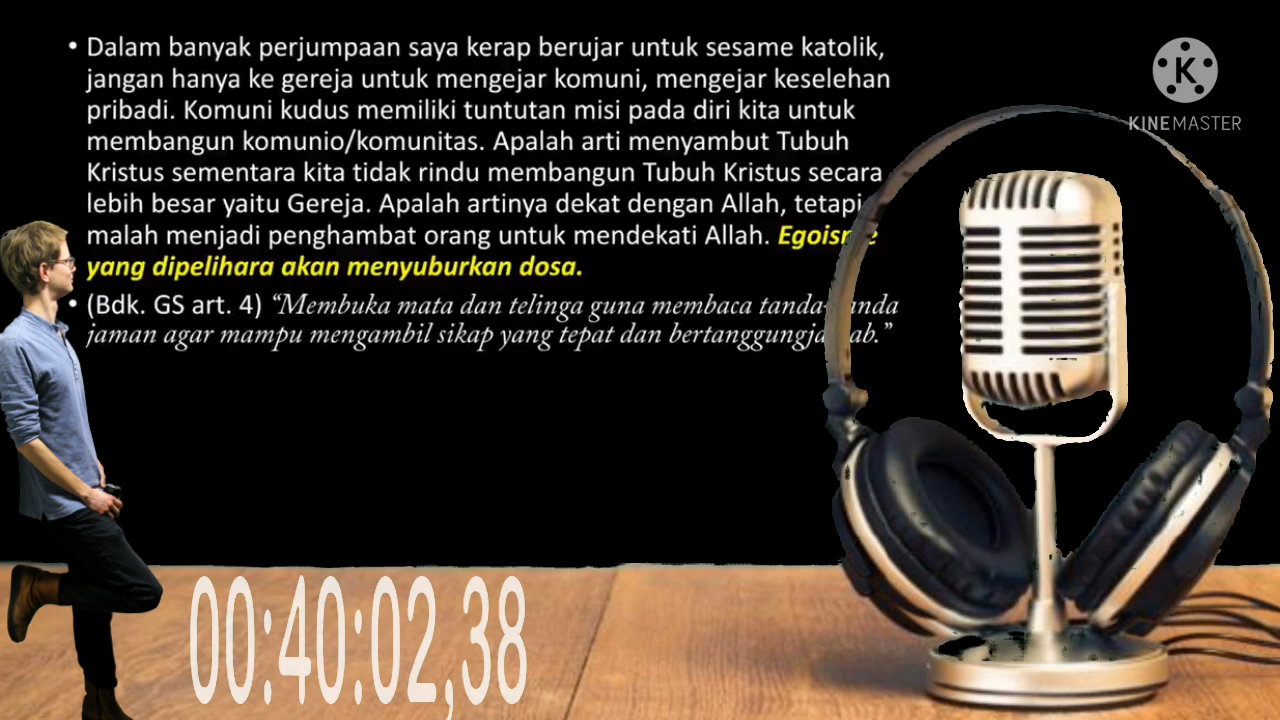 • Dalam banyak perjumpaan saya kerap berujar untuk sesame katolik,
jangan hanya ke gereja untuk mengejar komuni, mengejar keselehan
pribadi. Komuni kudus memiliki tuntutan misi pada diri kita untuk
membangun komunio/komunitas. Apalah arti menyambut Tubuh
Kristus sementara kita tidak rindu membangun Tubuh Kristus secara
lebih besar yaitu Gereja. Apalah artinya dekat dengan Allah, tetapi
malah menjadi penghambat orang untuk mendekati Allah. Egoisme
yang dipelihara akan menyuburkan dosa.
• (Bdk. GS art. 4) “Membuka mata dan telinga guna membaca tanda-tanda
jaman agar mampu mengambil sikap yang tepat dan bertanggungjawab.”
K
KINEMASTER
00:40:02,38